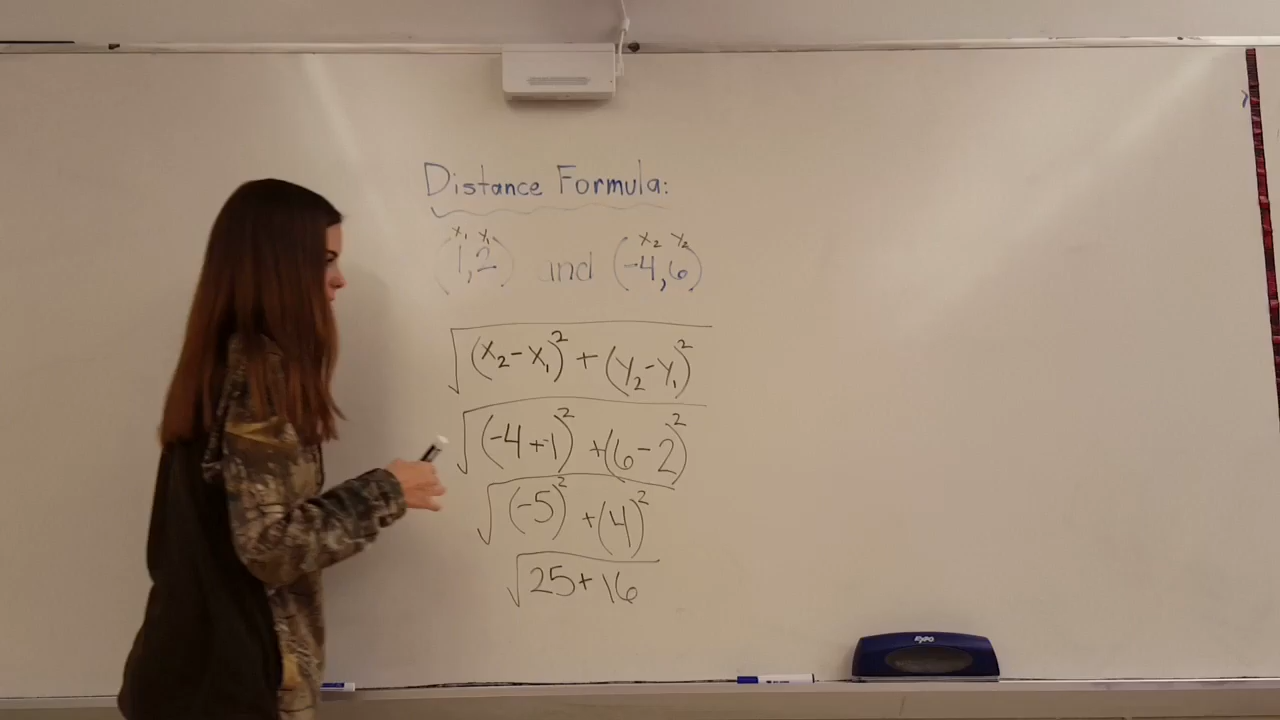 Distance Formula:
x₁ y₁ x₂ y₂
(1,2) and (-4,6)
√(x₂-x₁)² + (y₂-y₁)²
√(-4+-1)² +(6-2)²
√(-5)² +(4)²
√25+16
EXPO